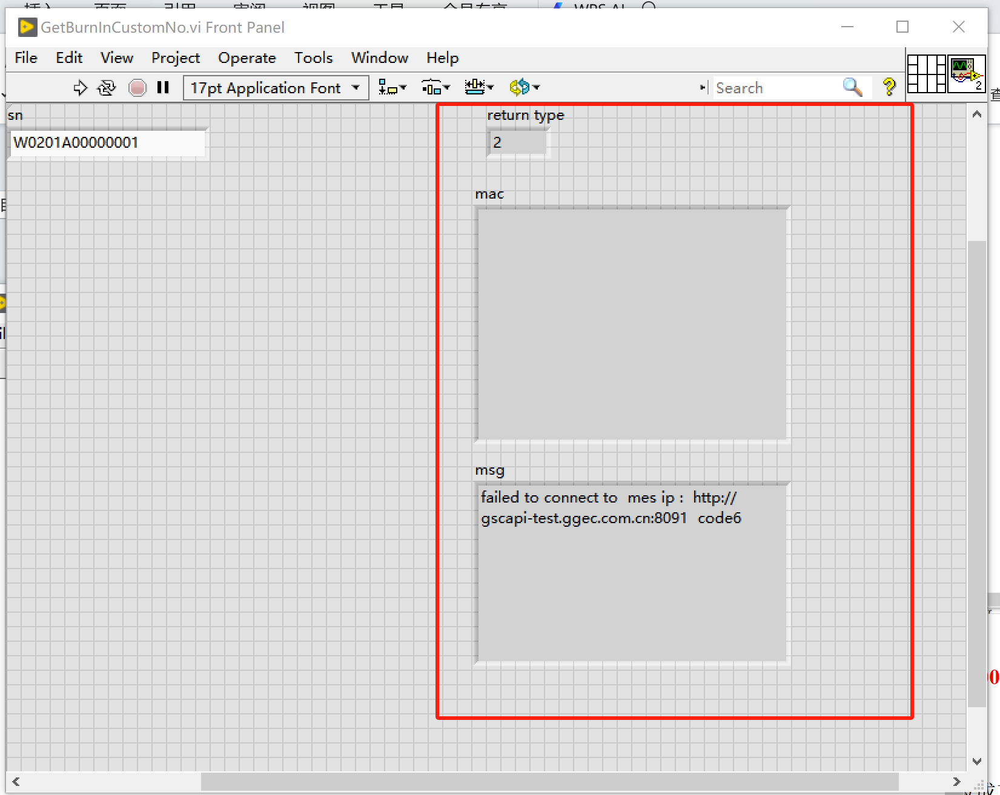 GetBurnInCustomNo.vi Front Panel
File Edit View Project Operate Tools Window Help
17pt Application Font Search
2
sn
W0201A00000001
return type
2
mac
msg
failed to connect to  mes ip :  http://
gscapi-test.ggec.com.cn:8091  code6